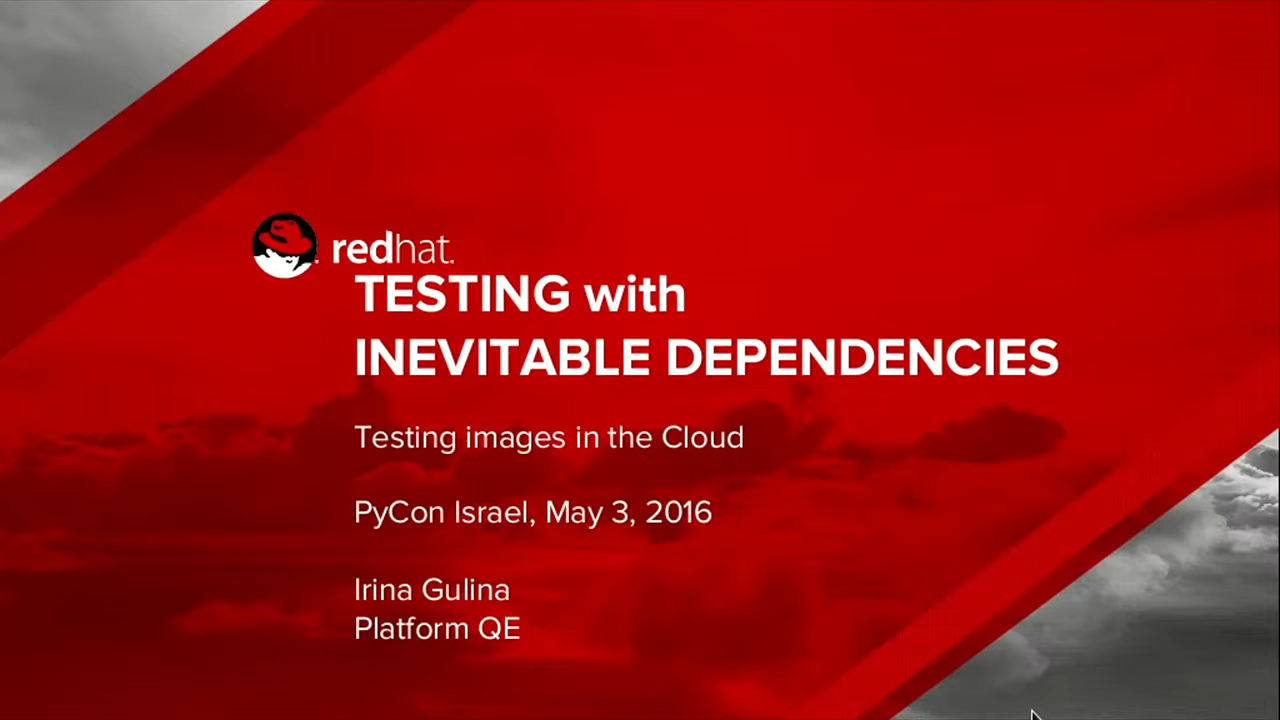 redhat.
TESTING with
INEVITABLE DEPENDENCIES
Testing images in the Cloud
PyCon Israel, May 3, 2016
Irina Gulina
Platform QE